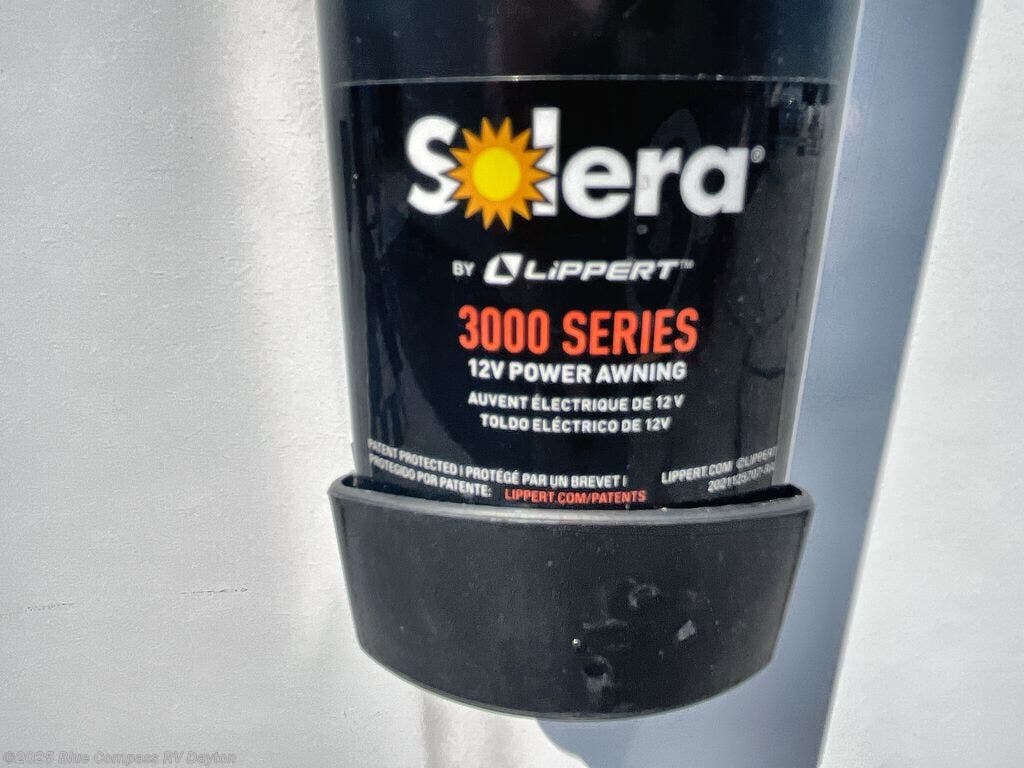 Solera®
BY LiPPERT™
3000 SERIES
12V POWER AWNING
AUVENT ÉLECTRIQUE DE 12 V
TOLDO ELÉCTRICO DE 12V
PATENT PROTECTED | PROTÉGÉ PAR UN BREVET |
PROTEGIDO POR PATENTE: LIPPERT.COM/PATENTS
LIPPERT.COM ©LIPPERT
©2025 Blue Compass RV Dayton